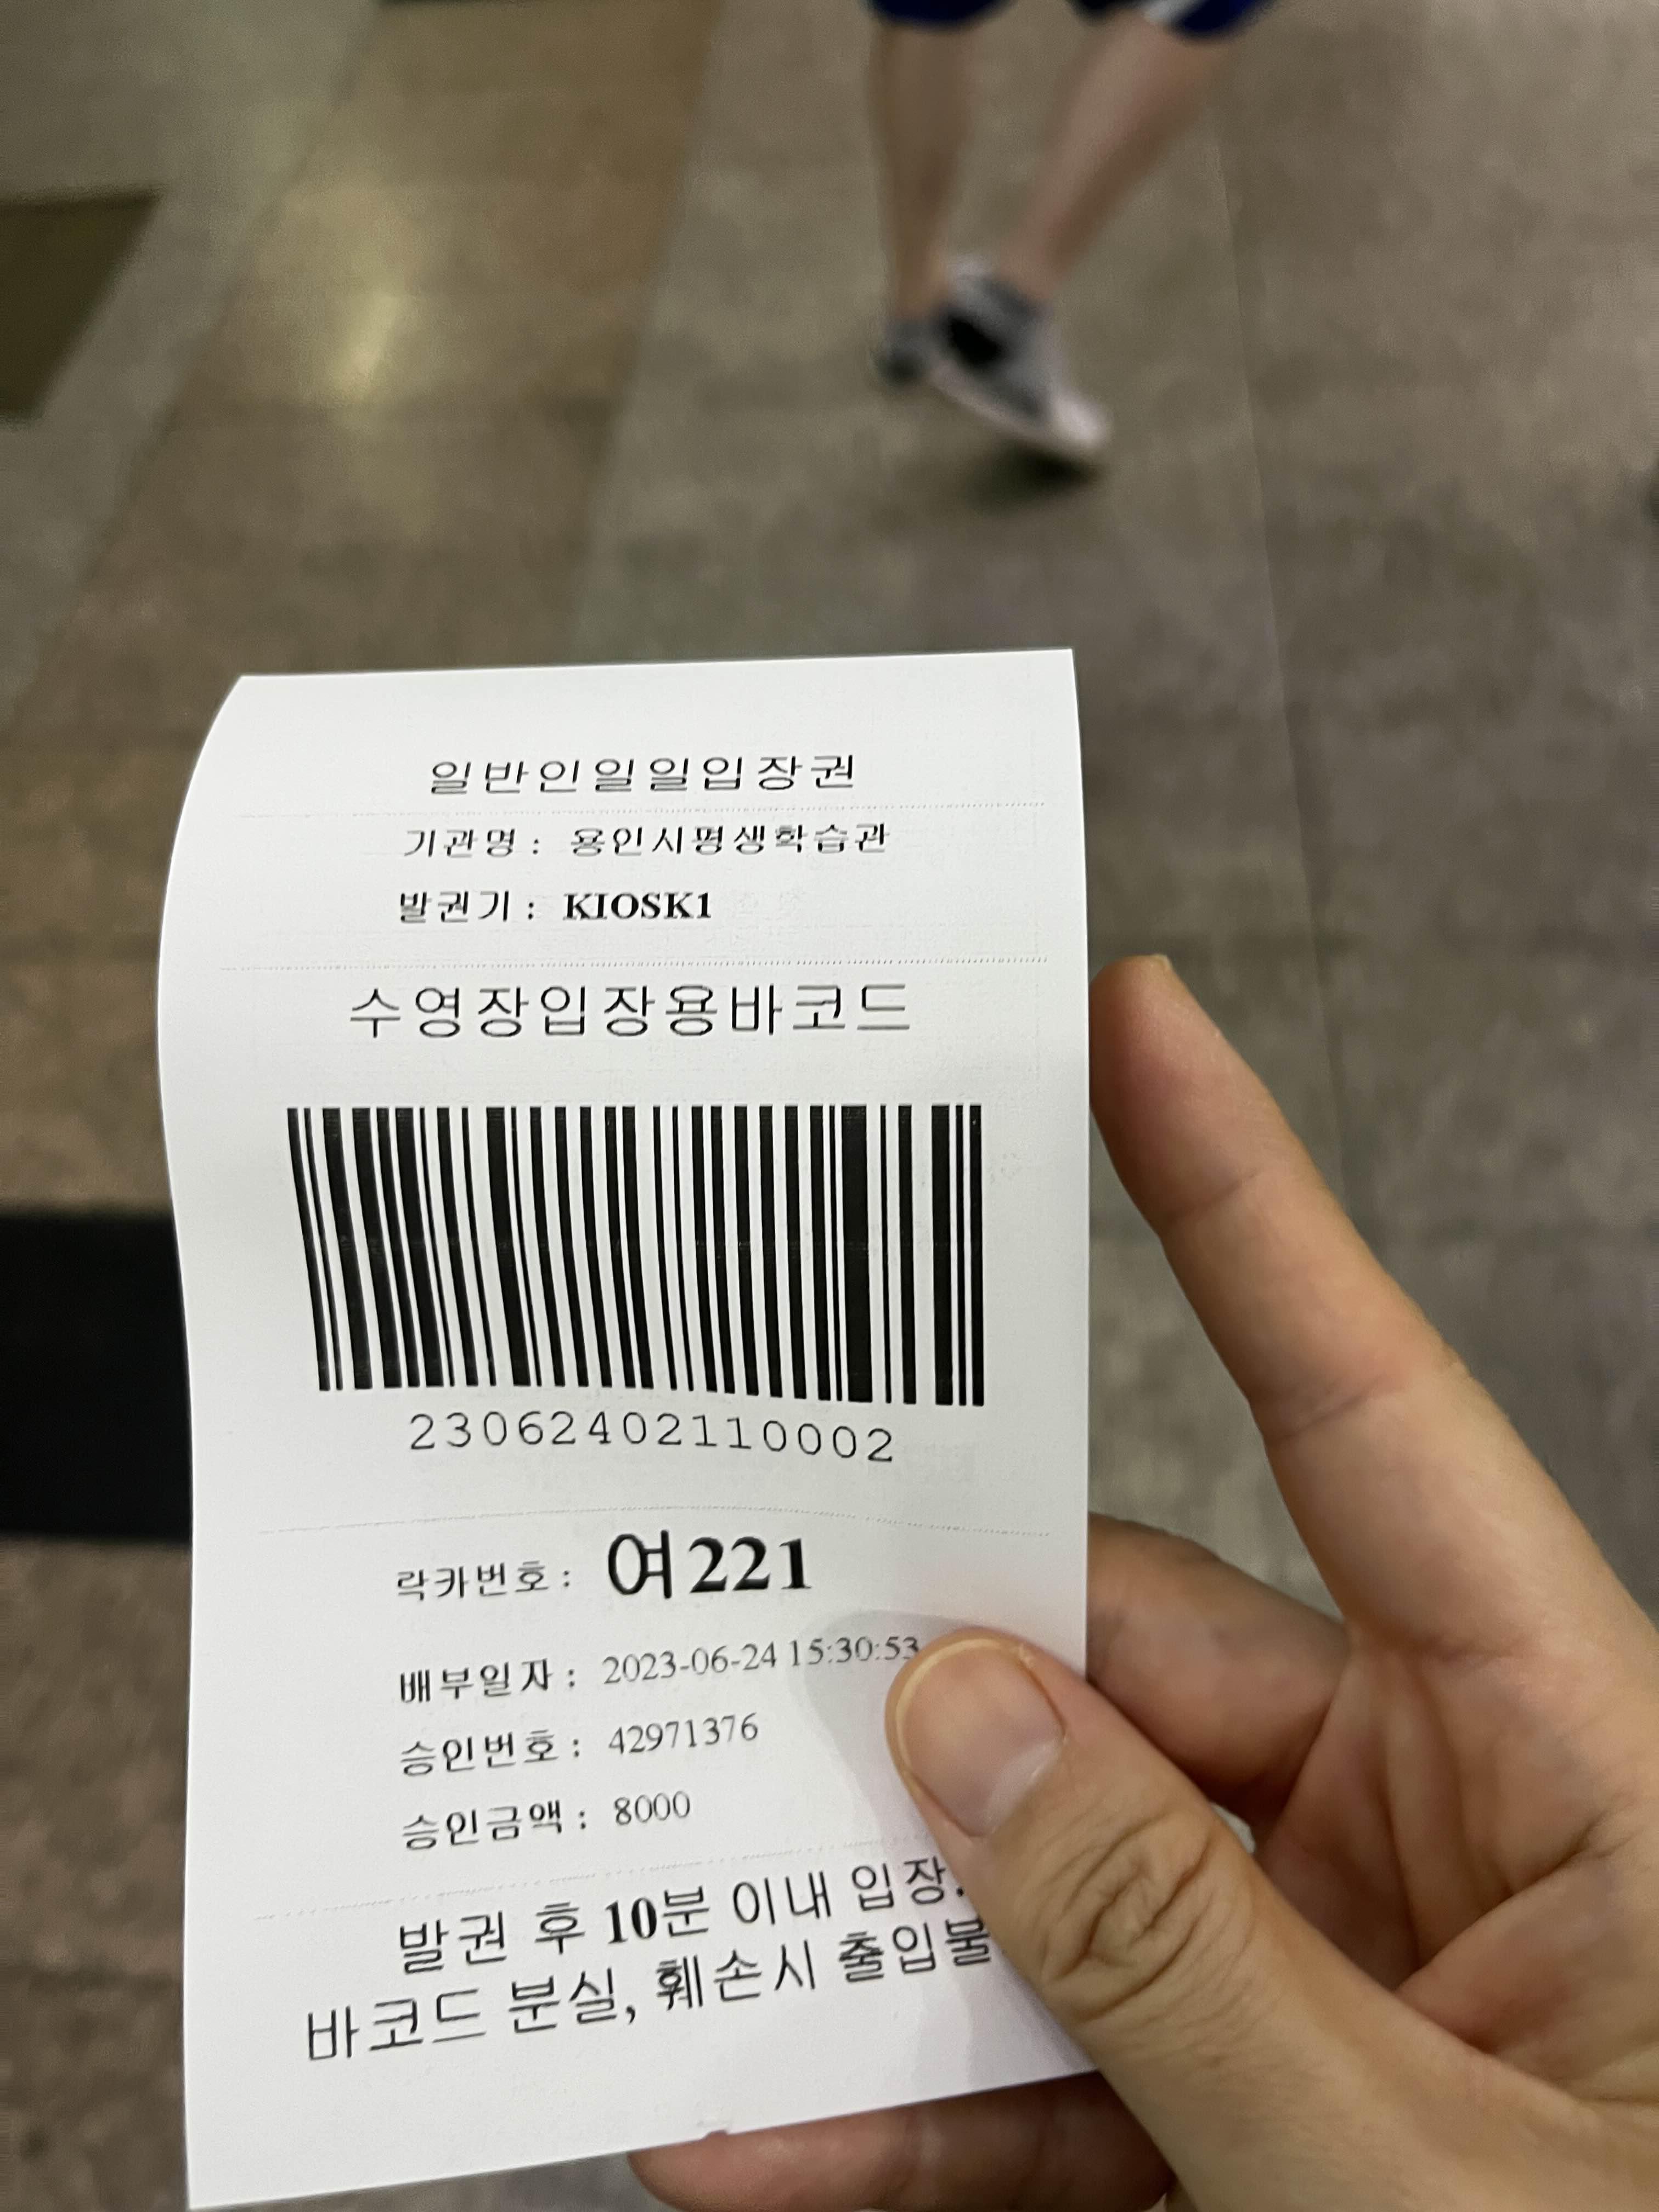 일반인일일입장권
기관명 : 용인시평생학습관
발권기 : KIOSK1
수영장입장용바코드
23062402110002
락카번호 : 여221
배부일자 : 2023-06-24 15:30:53
승인번호 : 42971376
승인금액 : 8000
발권 후 10분 이내 입장.
바코드 분실, 훼손시 출입불